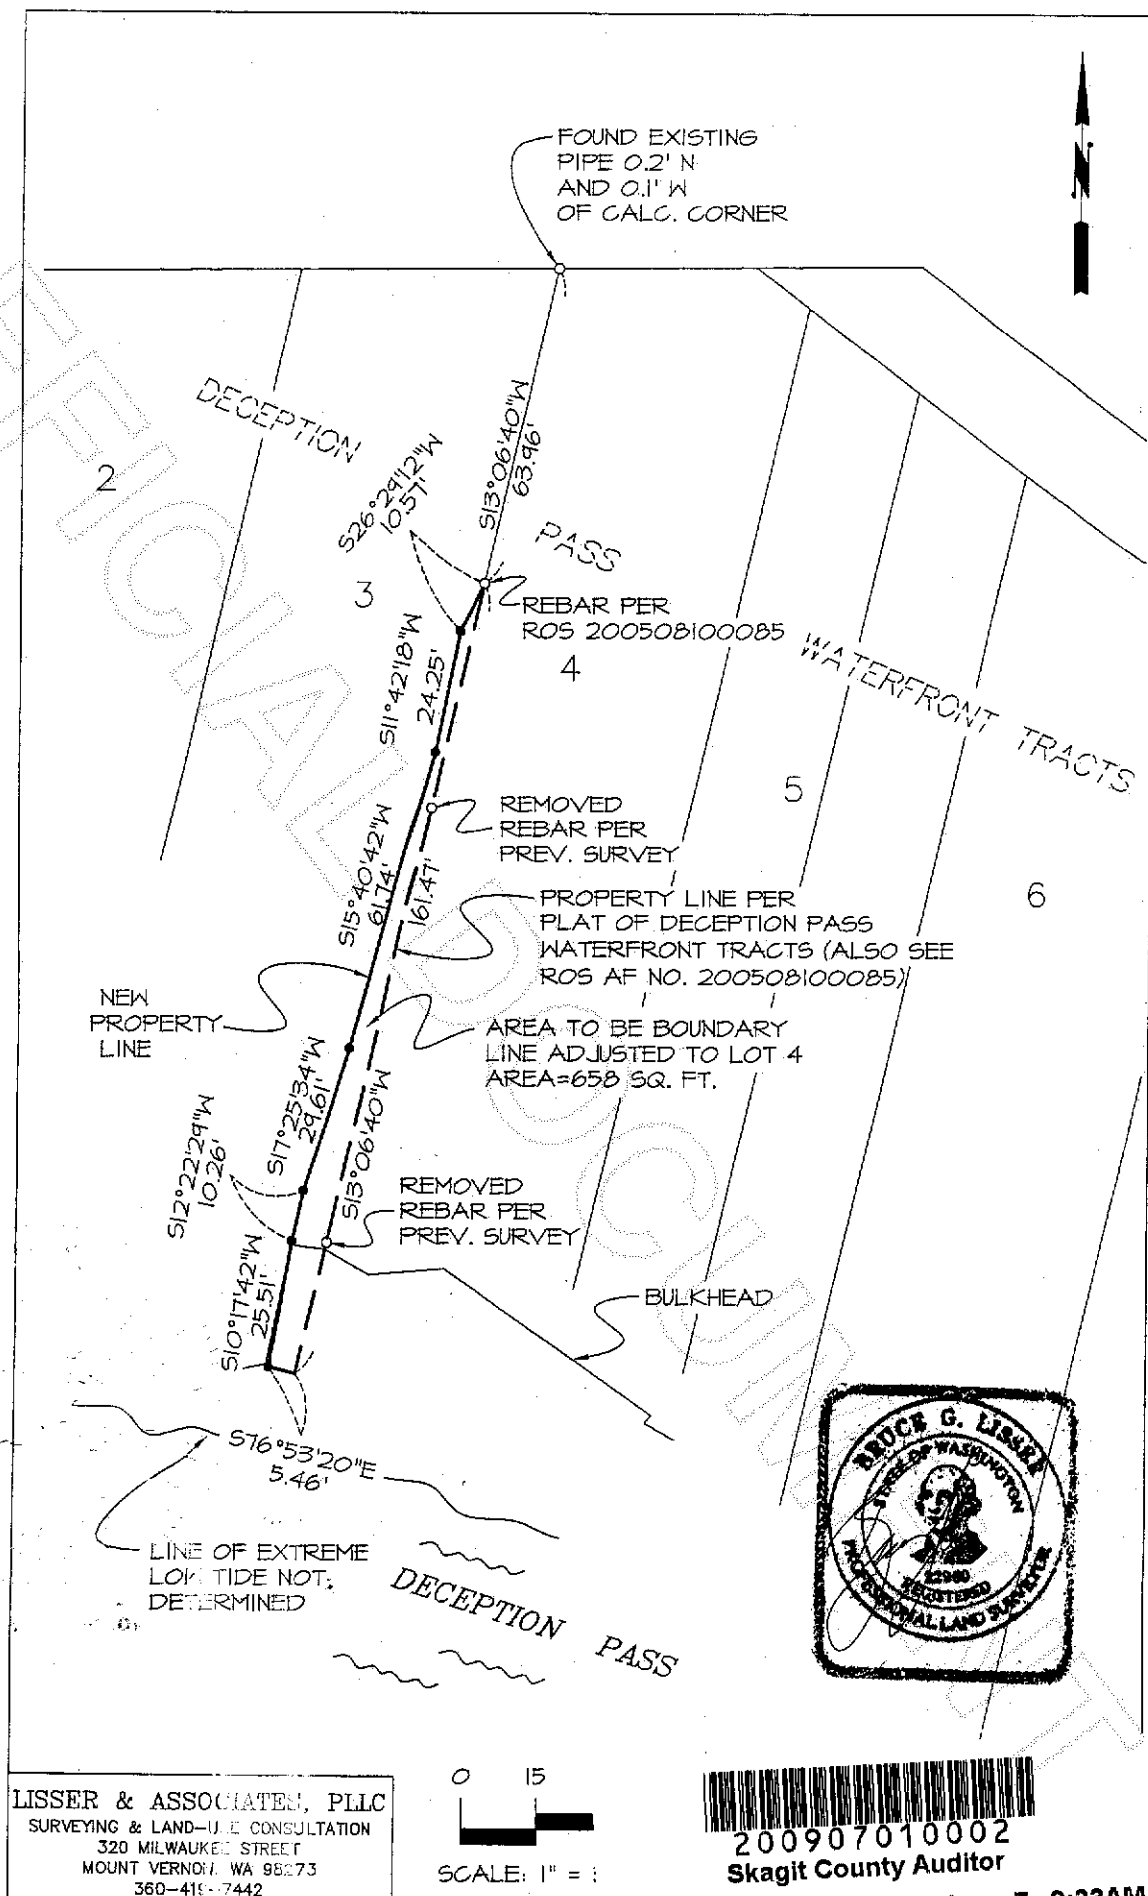 FOUND EXISTING
PIPE 0.2' N
AND 0.1' W
OF CALC. CORNER
N
DECEPTION
PASS
WATERFRONT TRACTS
2
3
4
5
6
S13°06'40"W
63.96'
S26°29'12"W
10.57'
REBAR PER
ROS 200508100085
S11°42'18"W
24.25'
REMOVED
REBAR PER
PREV. SURVEY
S15°40'42"W
61.74'
161.47'
PROPERTY LINE PER
PLAT OF DECEPTION PASS
WATERFRONT TRACTS (ALSO SEE
ROS AF NO. 200508100085)
NEW
PROPERTY
LINE
AREA TO BE BOUNDARY
LINE ADJUSTED TO LOT 4
AREA=658 SQ. FT.
S17°25'34"W
29.61'
S13°06'40"W
S12°22'29"W
10.26'
REMOVED
REBAR PER
PREV. SURVEY
S10°17'42"W
25.51'
BULKHEAD
S76°53'20"E
5.46'
LINE OF EXTREME
LOW TIDE NOT
DETERMINED
DECEPTION PASS
BRUCE G. LISSER
STATE OF WASHINGTON
22960
REGISTERED
PROFESSIONAL LAND SURVEYOR
UNOFFICIAL DOCUMENT
LISSER & ASSOCIATES, PLLC
SURVEYING & LAND-USE CONSULTATION
320 MILWAUKEE STREET
MOUNT VERNON, WA 98273
360-419-7442
0 15
SCALE: 1" =
200907010002
Skagit County Auditor
9:23AM